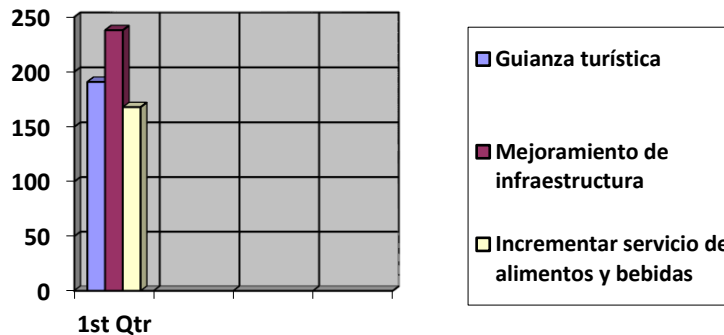 250
200
150
100
50
0
1st Qtr
Guianza turística
Mejoramiento de
infraestructura
Incrementar servicio de
alimentos y bebidas